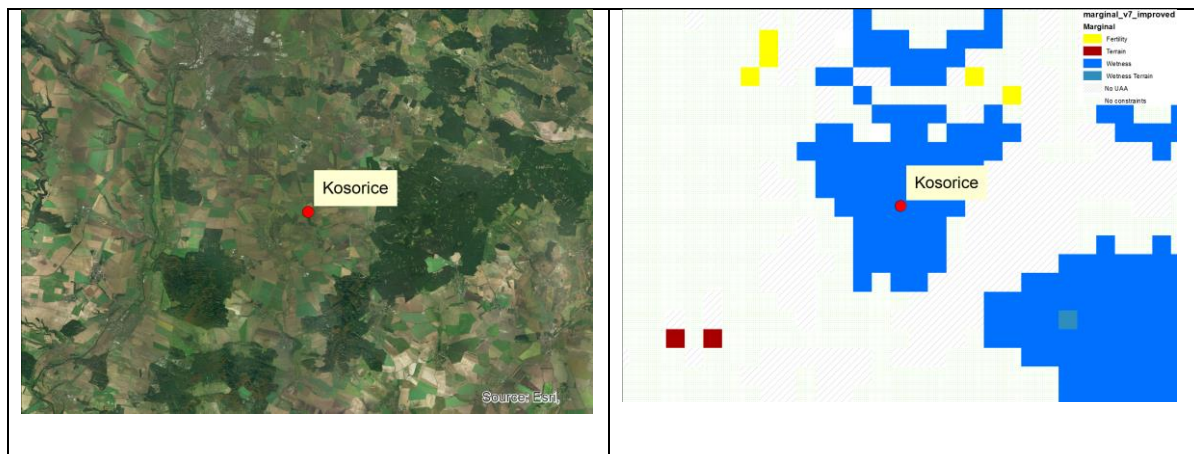 Kosorice
Source: Esri,
marginal_v7_improved
Marginal
Fertility
Terrain
Wetness
Wetness Terrain
No UAA
No constraints
Kosorice